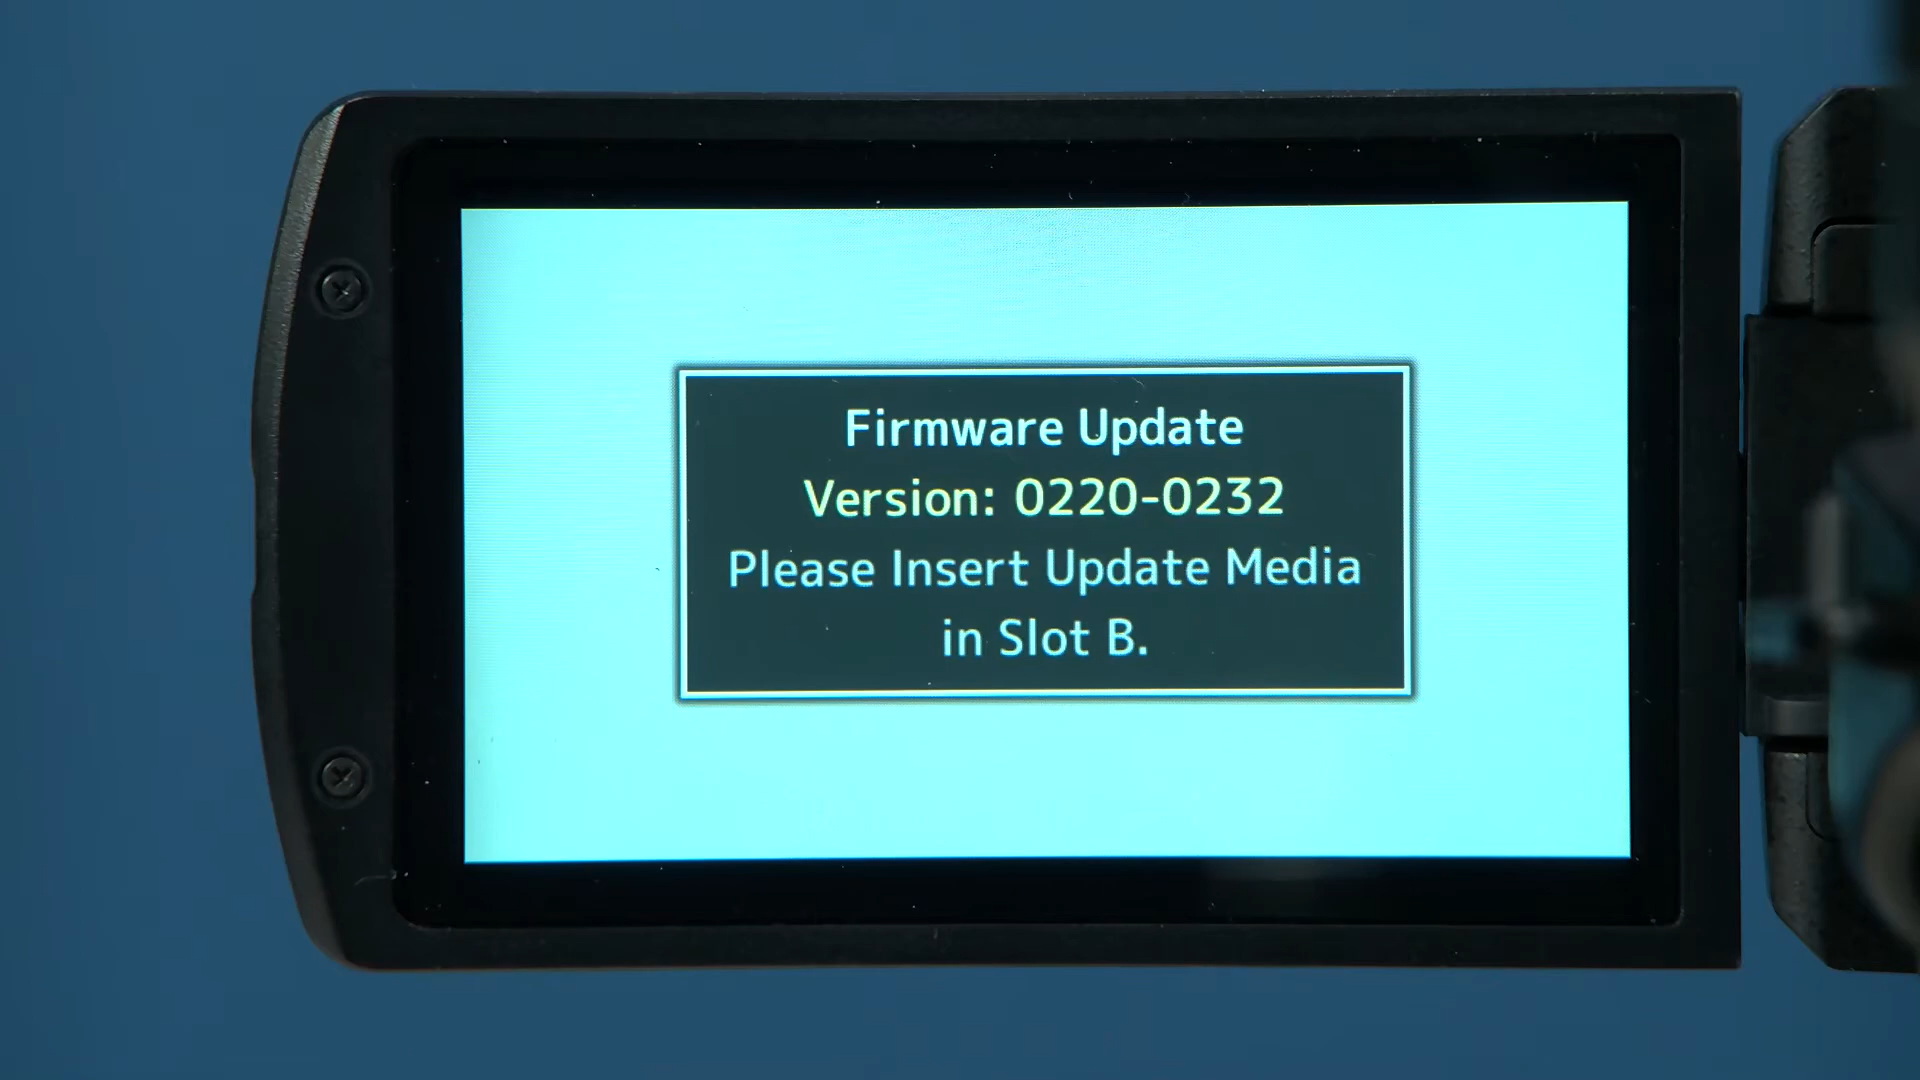 Firmware Update
Version: 0220-0232
Please Insert Update Media
in Slot B.